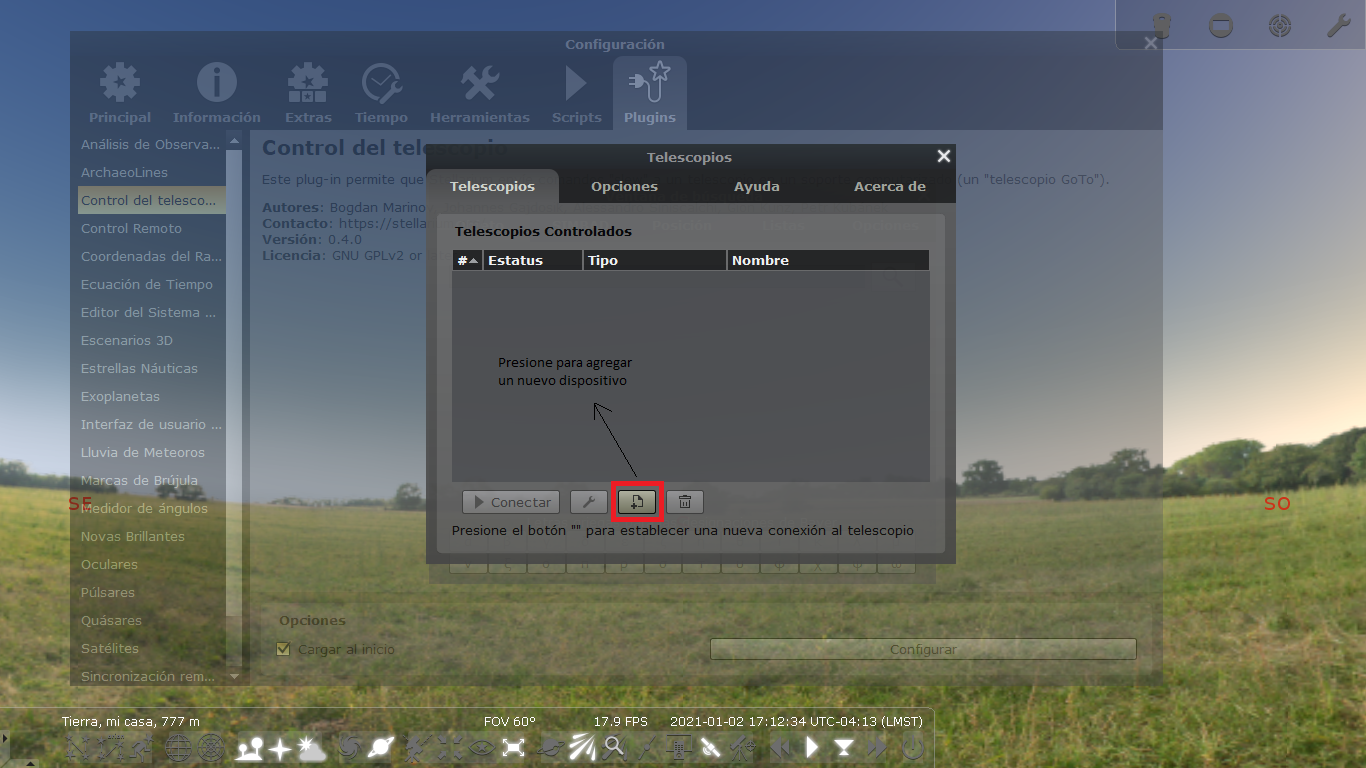 Configuración
Principal
Información
Extras
Tiempo
Herramientas
Scripts
Plugins
Análisis de Observa...
ArchaeoLines
Control del telesco...
Control Remoto
Coordenadas del Ra...
Ecuación de Tiempo
Editor del Sistema ...
Escenarios 3D
Estrellas Náuticas
Exoplanetas
Interfaz de usuario ...
Lluvia de Meteoros
Marcas de Brújula
Medidor de ángulos
Novas Brillantes
Oculares
Púlsares
Quásares
Satélites
Sincronización rem...
Control del telescopio
Este plug-in permite que (un "telescopio GoTo").
Autores: Bogdan Marino
Contacto: https://stella
Versión: 0.4.0
Licencia: GNU GPLv2 or
Telescopios
Telescopios
Opciones
Ayuda
Acerca de
Telescopios Controlados
# Estatus Tipo Nombre
Presione para agregar
un nuevo dispositivo
Conectar
Presione el botón "" para establecer una nueva conexión al telescopio
SE
SO
Opciones
Cargar al inicio
Configurar
Tierra, mi casa, 777 m
FOV 60°
17.9 FPS
2021-01-02 17:12:34 UTC-04:13 (LMST)